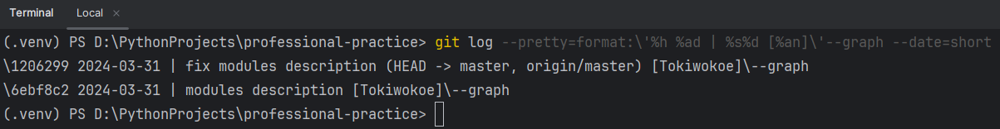 Terminal Local ×
(.venv) PS D:\PythonProjects\professional-practice> git log --pretty=format:\'%h %ad | %s%d [%an]\'--graph --date=short
\1206299 2024-03-31 | fix modules description (HEAD -> master, origin/master) [Tokiwokoe]\--graph
\6ebf8c2 2024-03-31 | modules description [Tokiwokoe]\--graph
(.venv) PS D:\PythonProjects\professional-practice>